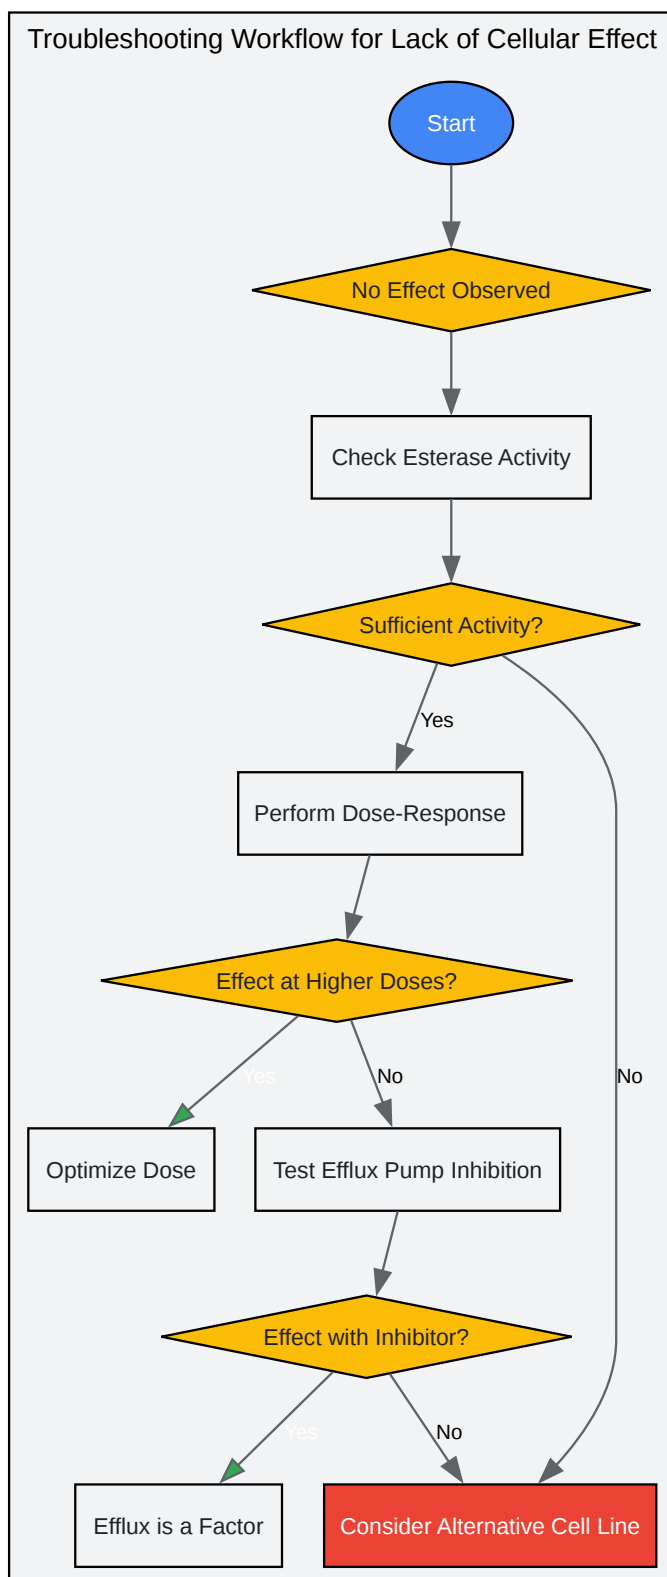 Troubleshooting Workflow for Lack of Cellular Effect
Start
No Effect Observed
Check Esterase Activity
Sufficient Activity?
Yes
Perform Dose-Response
Effect at Higher Doses?
Yes
No
No
Optimize Dose
Test Efflux Pump Inhibition
Effect with Inhibitor?
Yes
No
Efflux is a Factor
Consider Alternative Cell Line